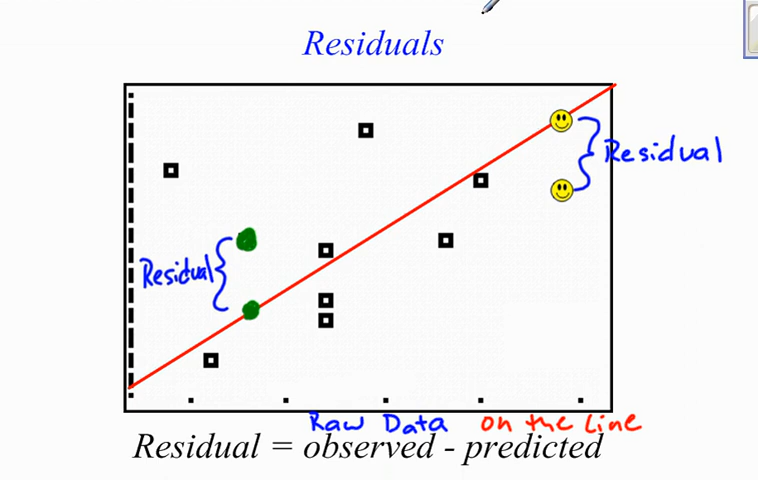 Residuals
Residual
Residual
Raw Data on the Line
Residual = observed - predicted